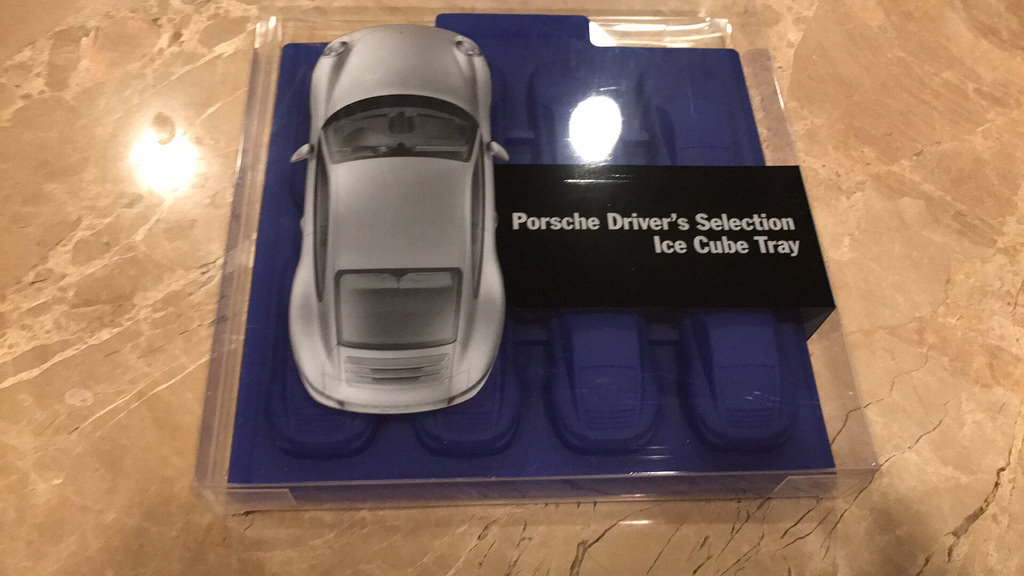 Porsche Driver's Selection
Ice Cube Tray